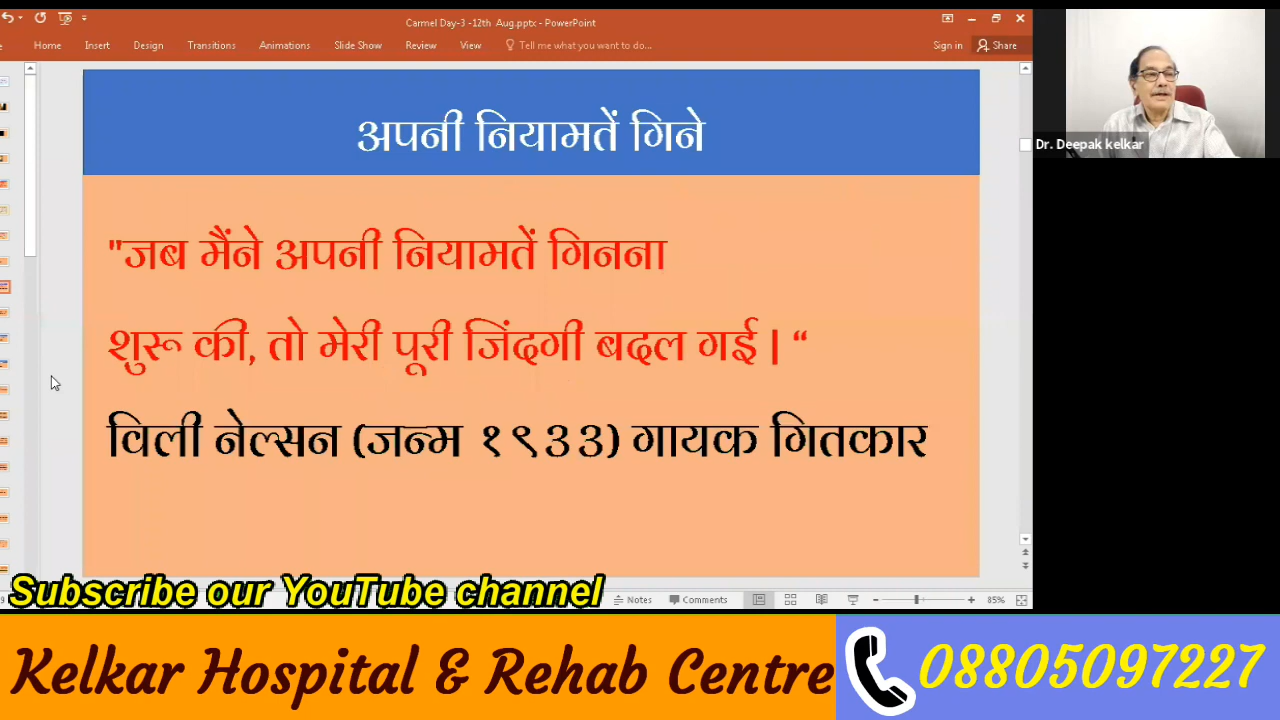 Carmel Day-3 -12th Aug.pptx - PowerPoint
Home Insert Design Transitions Animations Slide Show Review View Tell me what you want to do... Sign in Share
अपनी नियामतें गिने
"जब मैंने अपनी नियामतें गिनना
शुरू की, तो मेरी पूरी जिंदगी बदल गई | “
विली नेल्सन (जन्म १९३३) गायक गितकार
Dr. Deepak kelkar
Subscribe our YouTube channel
Notes Comments 85%
Kelkar Hospital & Rehab Centre
08805097227